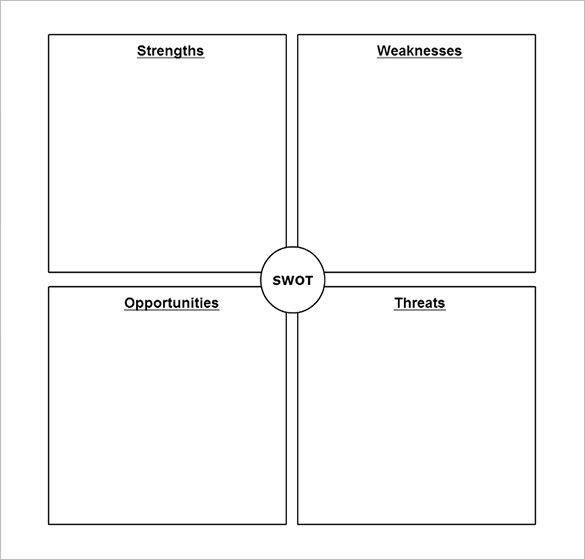 Strengths
Weaknesses
SWOT
Opportunities
Threats